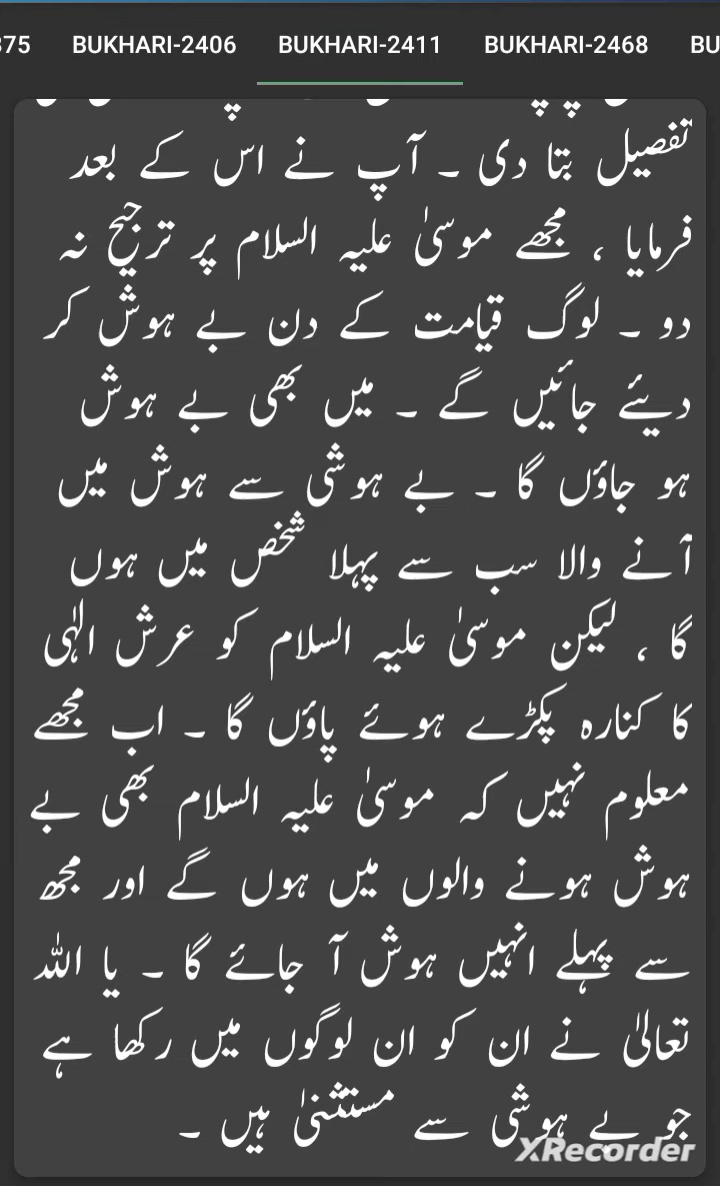 375 BUKHARI-2406 BUKHARI-2411 BUKHARI-2468 BU
تفصیل بتا دی ۔ آپ نے اس کے بعد
فرمایا ، مجھے موسیٰ علیہ السلام پر ترجیح نہ
دو ۔ لوگ قیامت کے دن بے ہوش کر
دیئے جائیں گے ۔ میں بھی بے ہوش
ہو جاؤں گا ۔ بے ہوشی سے ہوش میں
آنے والا سب سے پہلا شخص میں ہوں
گا ، لیکن موسیٰ علیہ السلام کو عرش الٰہی
کا کنارہ پکڑے ہوئے پاؤں گا ۔ اب مجھے
معلوم نہیں کہ موسیٰ علیہ السلام بھی بے
ہوش ہونے والوں میں ہوں گے اور مجھ
سے پہلے انہیں ہوش آ جائے گا ۔ یا اللہ
تعالیٰ نے ان کو ان لوگوں میں رکھا ہے
جو بے ہوشی سے مستثنیٰ ہیں ۔
XRecorder